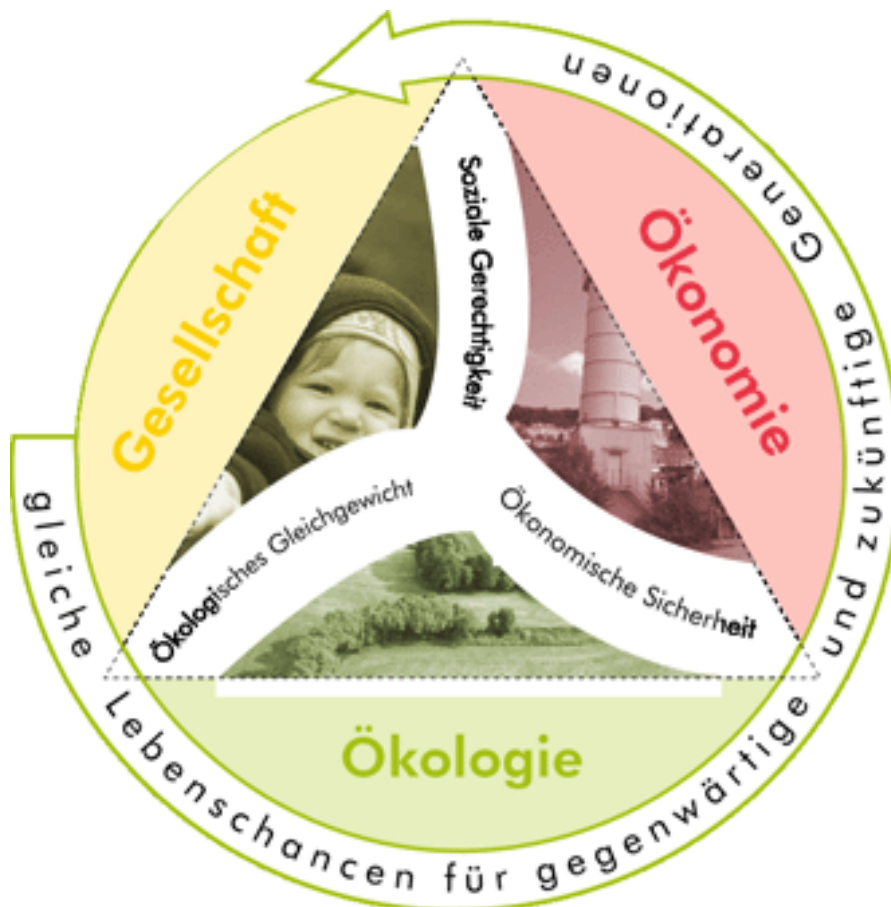 gleiche Lebenschancen für gegenwärtige und zukünftige Generationen
Gesellschaft
Ökonomie
Soziale Gerechtigkeit
Ökologisches Gleichgewicht
Ökonomische Sicherheit
Ökologie